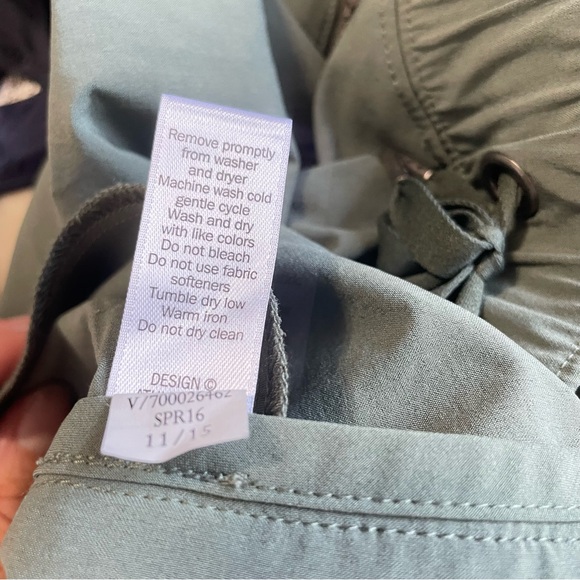 Remove promptly
from washer
and dryer
Machine wash cold
gentle cycle
Wash and dry
with like colors
Do not bleach
Do not use fabric
softeners
Tumble dry low
Warm iron
Do not dry clean
DESIGN ©
V/700026462
SPR16
11/15